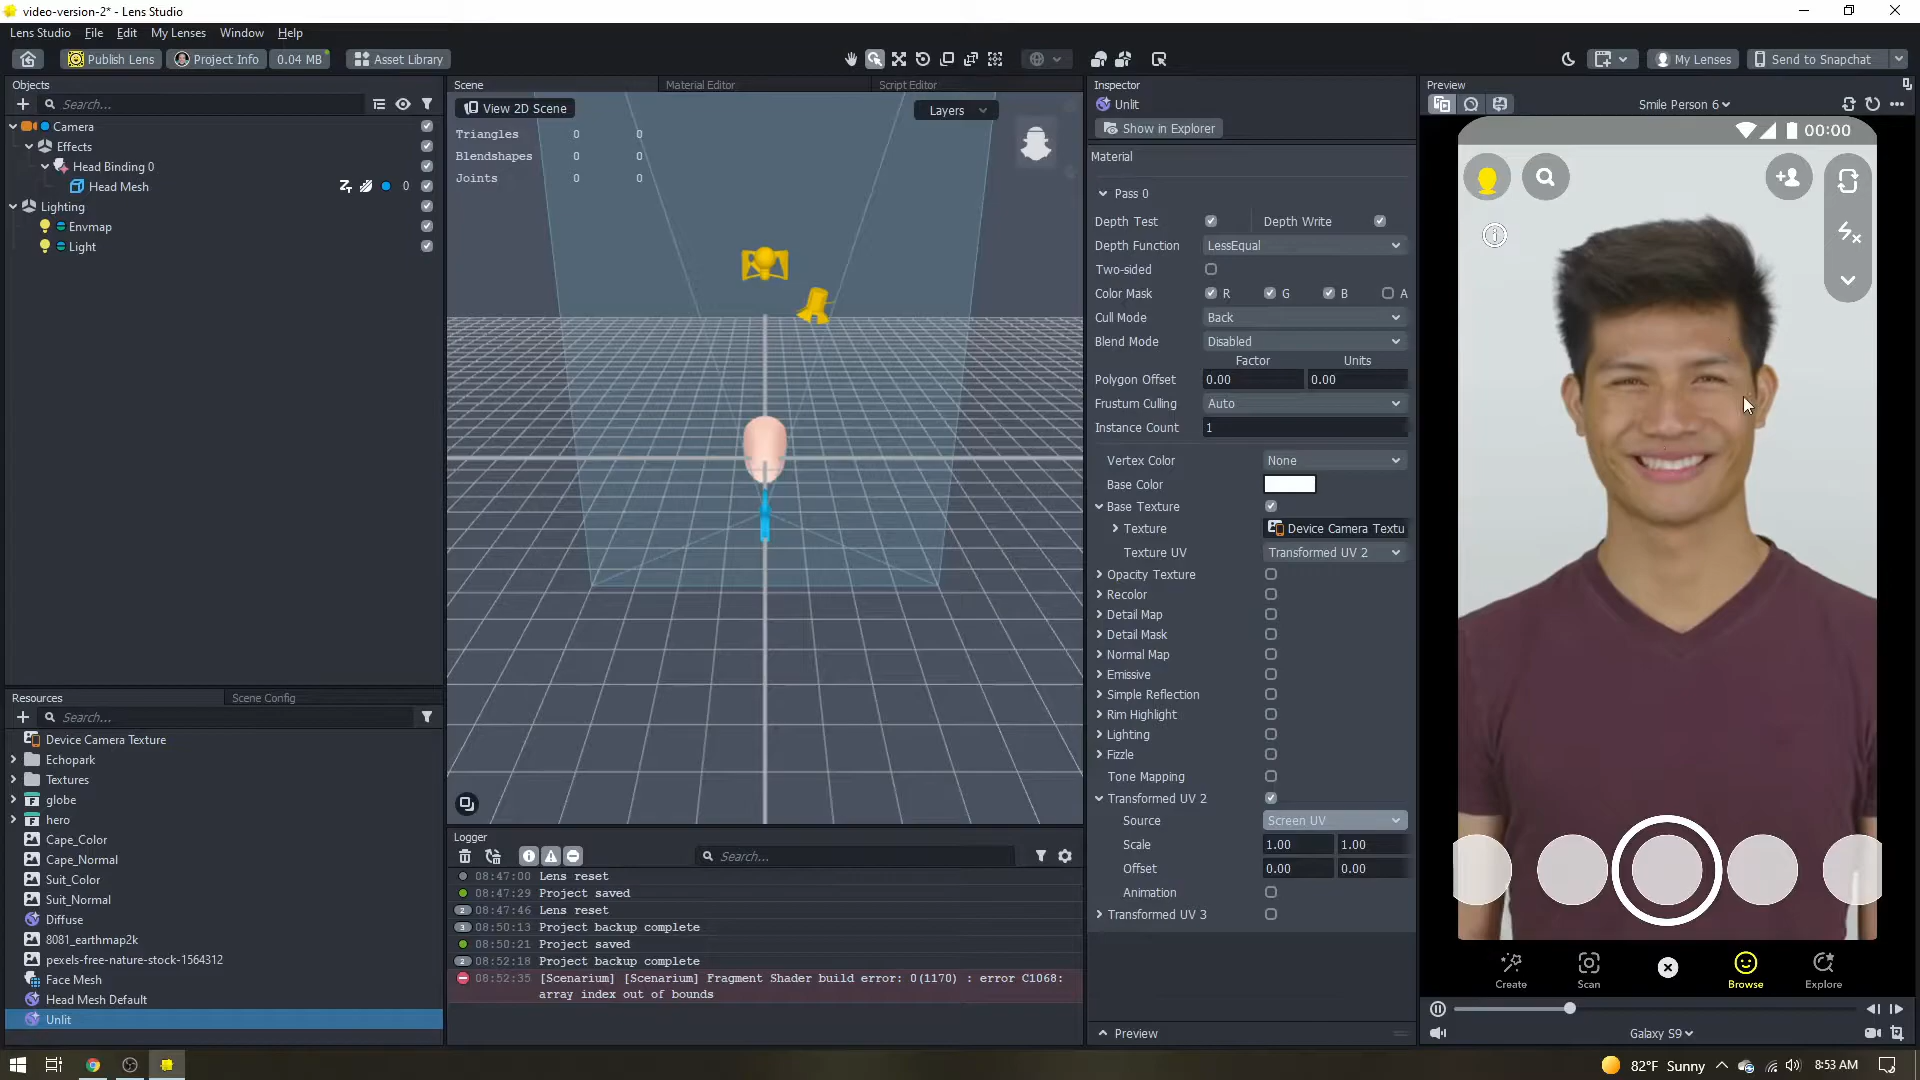 video-version-2* - Lens Studio
Lens Studio File Edit My Lenses Window Help
Publish Lens Project Info 0.04 MB Asset Library
My Lenses Send to Snapchat
Objects
Search...
Camera
Effects
Head Binding 0
Head Mesh 0
Lighting
Envmap
Light
Resources Scene Config
Search...
Device Camera Texture
Echopark
Textures
globe
hero
Cape_Color
Cape_Normal
Suit_Color
Suit_Normal
Diffuse
8081_earthmap2k
pexels-free-nature-stock-1564312
Face Mesh
Head Mesh Default
Unlit
Scene Material Editor Script Editor
View 2D Scene Layers
Triangles 0 0
Blendshapes 0 0
Joints 0 0
Logger
Search...
08:47:00 Lens reset
08:47:29 Project saved
2 08:47:46 Lens reset
3 08:50:13 Project backup complete
08:50:21 Project saved
2 08:52:18 Project backup complete
08:52:35 [Scenarium] [Scenarium] Fragment Shader build error: 0(1170) : error C1068:
array index out of bounds
Inspector
Unlit
Show in Explorer
Material
Pass 0
Depth Test Depth Write
Depth Function LessEqual
Two-sided
Color Mask R G B A
Cull Mode Back
Blend Mode Disabled
Factor Units
Polygon Offset 0.00 0.00
Frustum Culling Auto
Instance Count 1
Vertex Color None
Base Color
Base Texture
Texture Device Camera Textu
Texture UV Transformed UV 2
Opacity Texture
Recolor
Detail Map
Detail Mask
Normal Map
Emissive
Simple Reflection
Rim Highlight
Lighting
Fizzle
Tone Mapping
Transformed UV 2
Source Screen UV
Scale 1.00 1.00
Offset 0.00 0.00
Animation
Transformed UV 3
Preview
Preview
Smile Person 6
00:00
Create Scan Browse Explore
Galaxy S9
82°F Sunny 8:53 AM